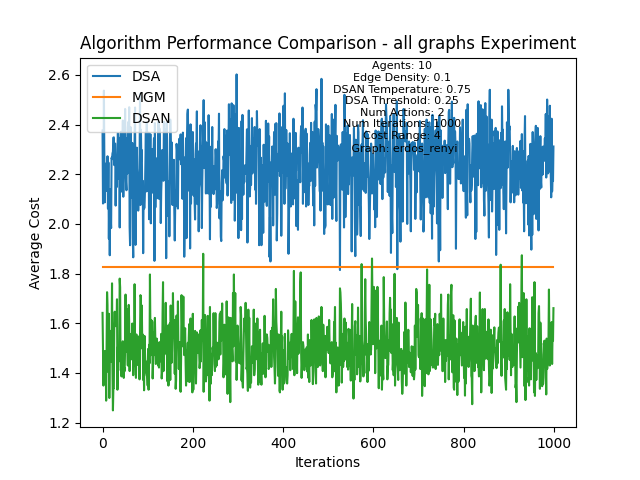 Algorithm Performance Comparison - all graphs Experiment
DSA
MGM
DSAN
Agents: 10
Edge Density: 0.1
DSAN Temperature: 0.75
DSA Threshold: 0.25
Num Actions: 2
Num Iterations: 1000
Cost Range: 4
Graph: erdos_renyi
Average Cost
2.6
2.4
2.2
2.0
1.8
1.6
1.4
1.2
0
200
400
600
800
1000
Iterations